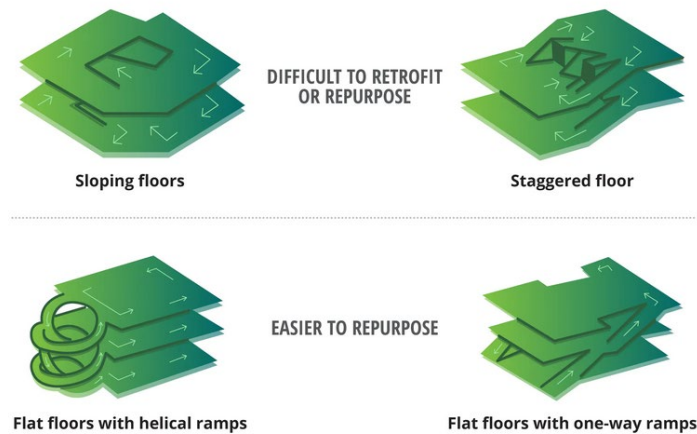 DIFFICULT TO RETROFIT
OR REPURPOSE
Sloping floors
Staggered floor
EASIER TO REPURPOSE
Flat floors with helical ramps
Flat floors with one-way ramps